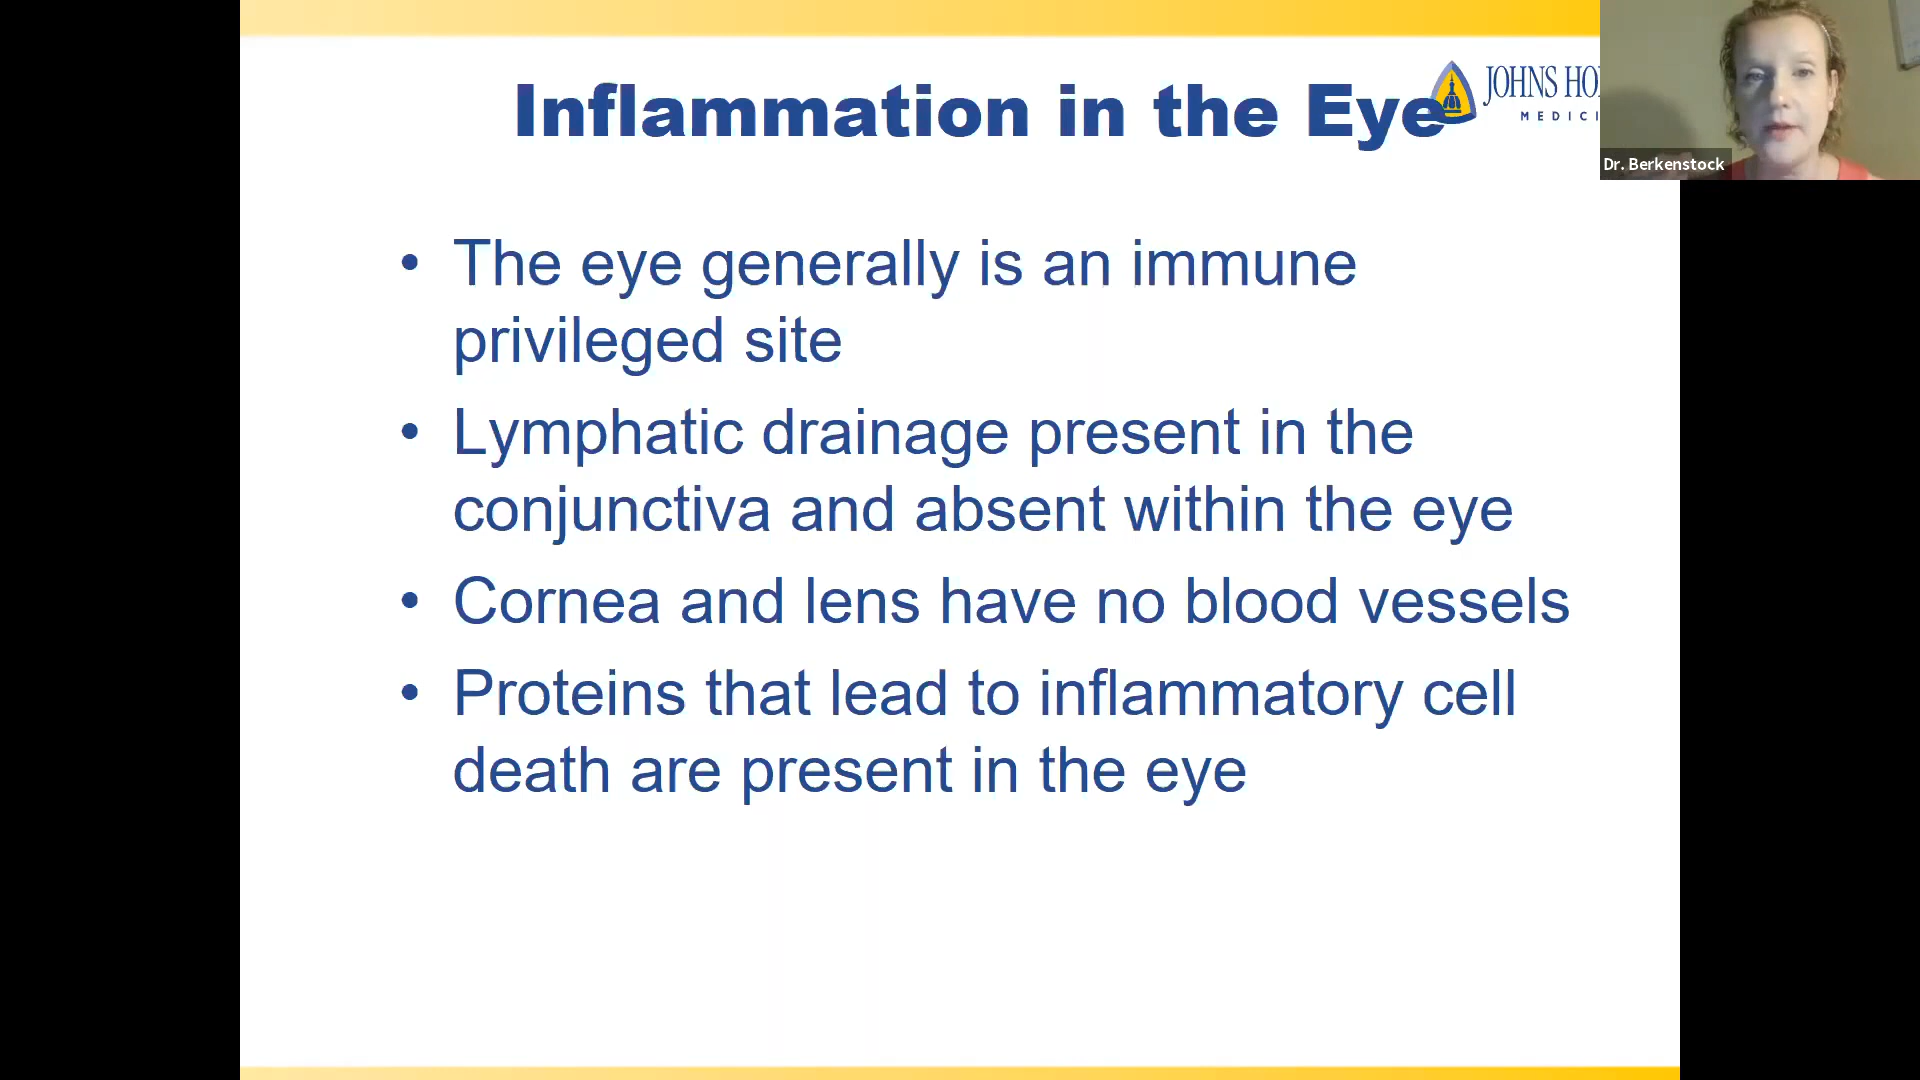 Inflammation in the Eye
JOHNS HO
MEDICI
Dr. Berkenstock
• The eye generally is an immune
privileged site
• Lymphatic drainage present in the
conjunctiva and absent within the eye
• Cornea and lens have no blood vessels
• Proteins that lead to inflammatory cell
death are present in the eye